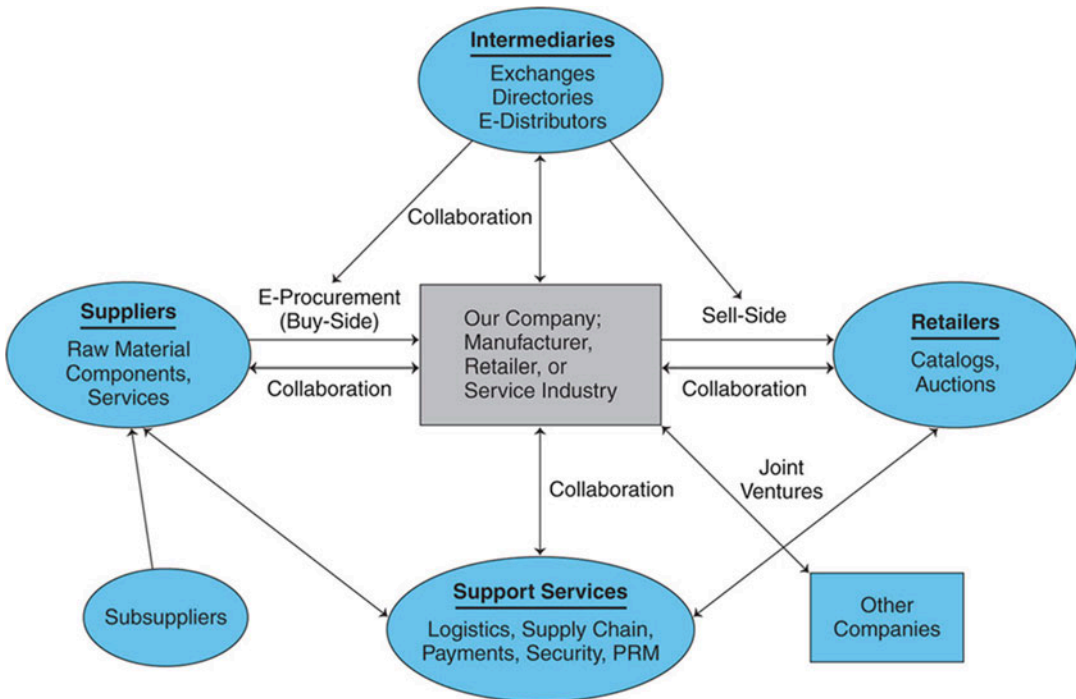 Intermediaries
Exchanges
Directories
E-Distributors
Collaboration
E-Procurement
(Buy-Side)
Sell-Side
Suppliers
Raw Material
Components,
Services
Collaboration
Our Company;
Manufacturer,
Retailer, or
Service Industry
Collaboration
Retailers
Catalogs,
Auctions
Collaboration
Joint
Ventures
Subsuppliers
Support Services
Logistics, Supply Chain,
Payments, Security, PRM
Other
Companies